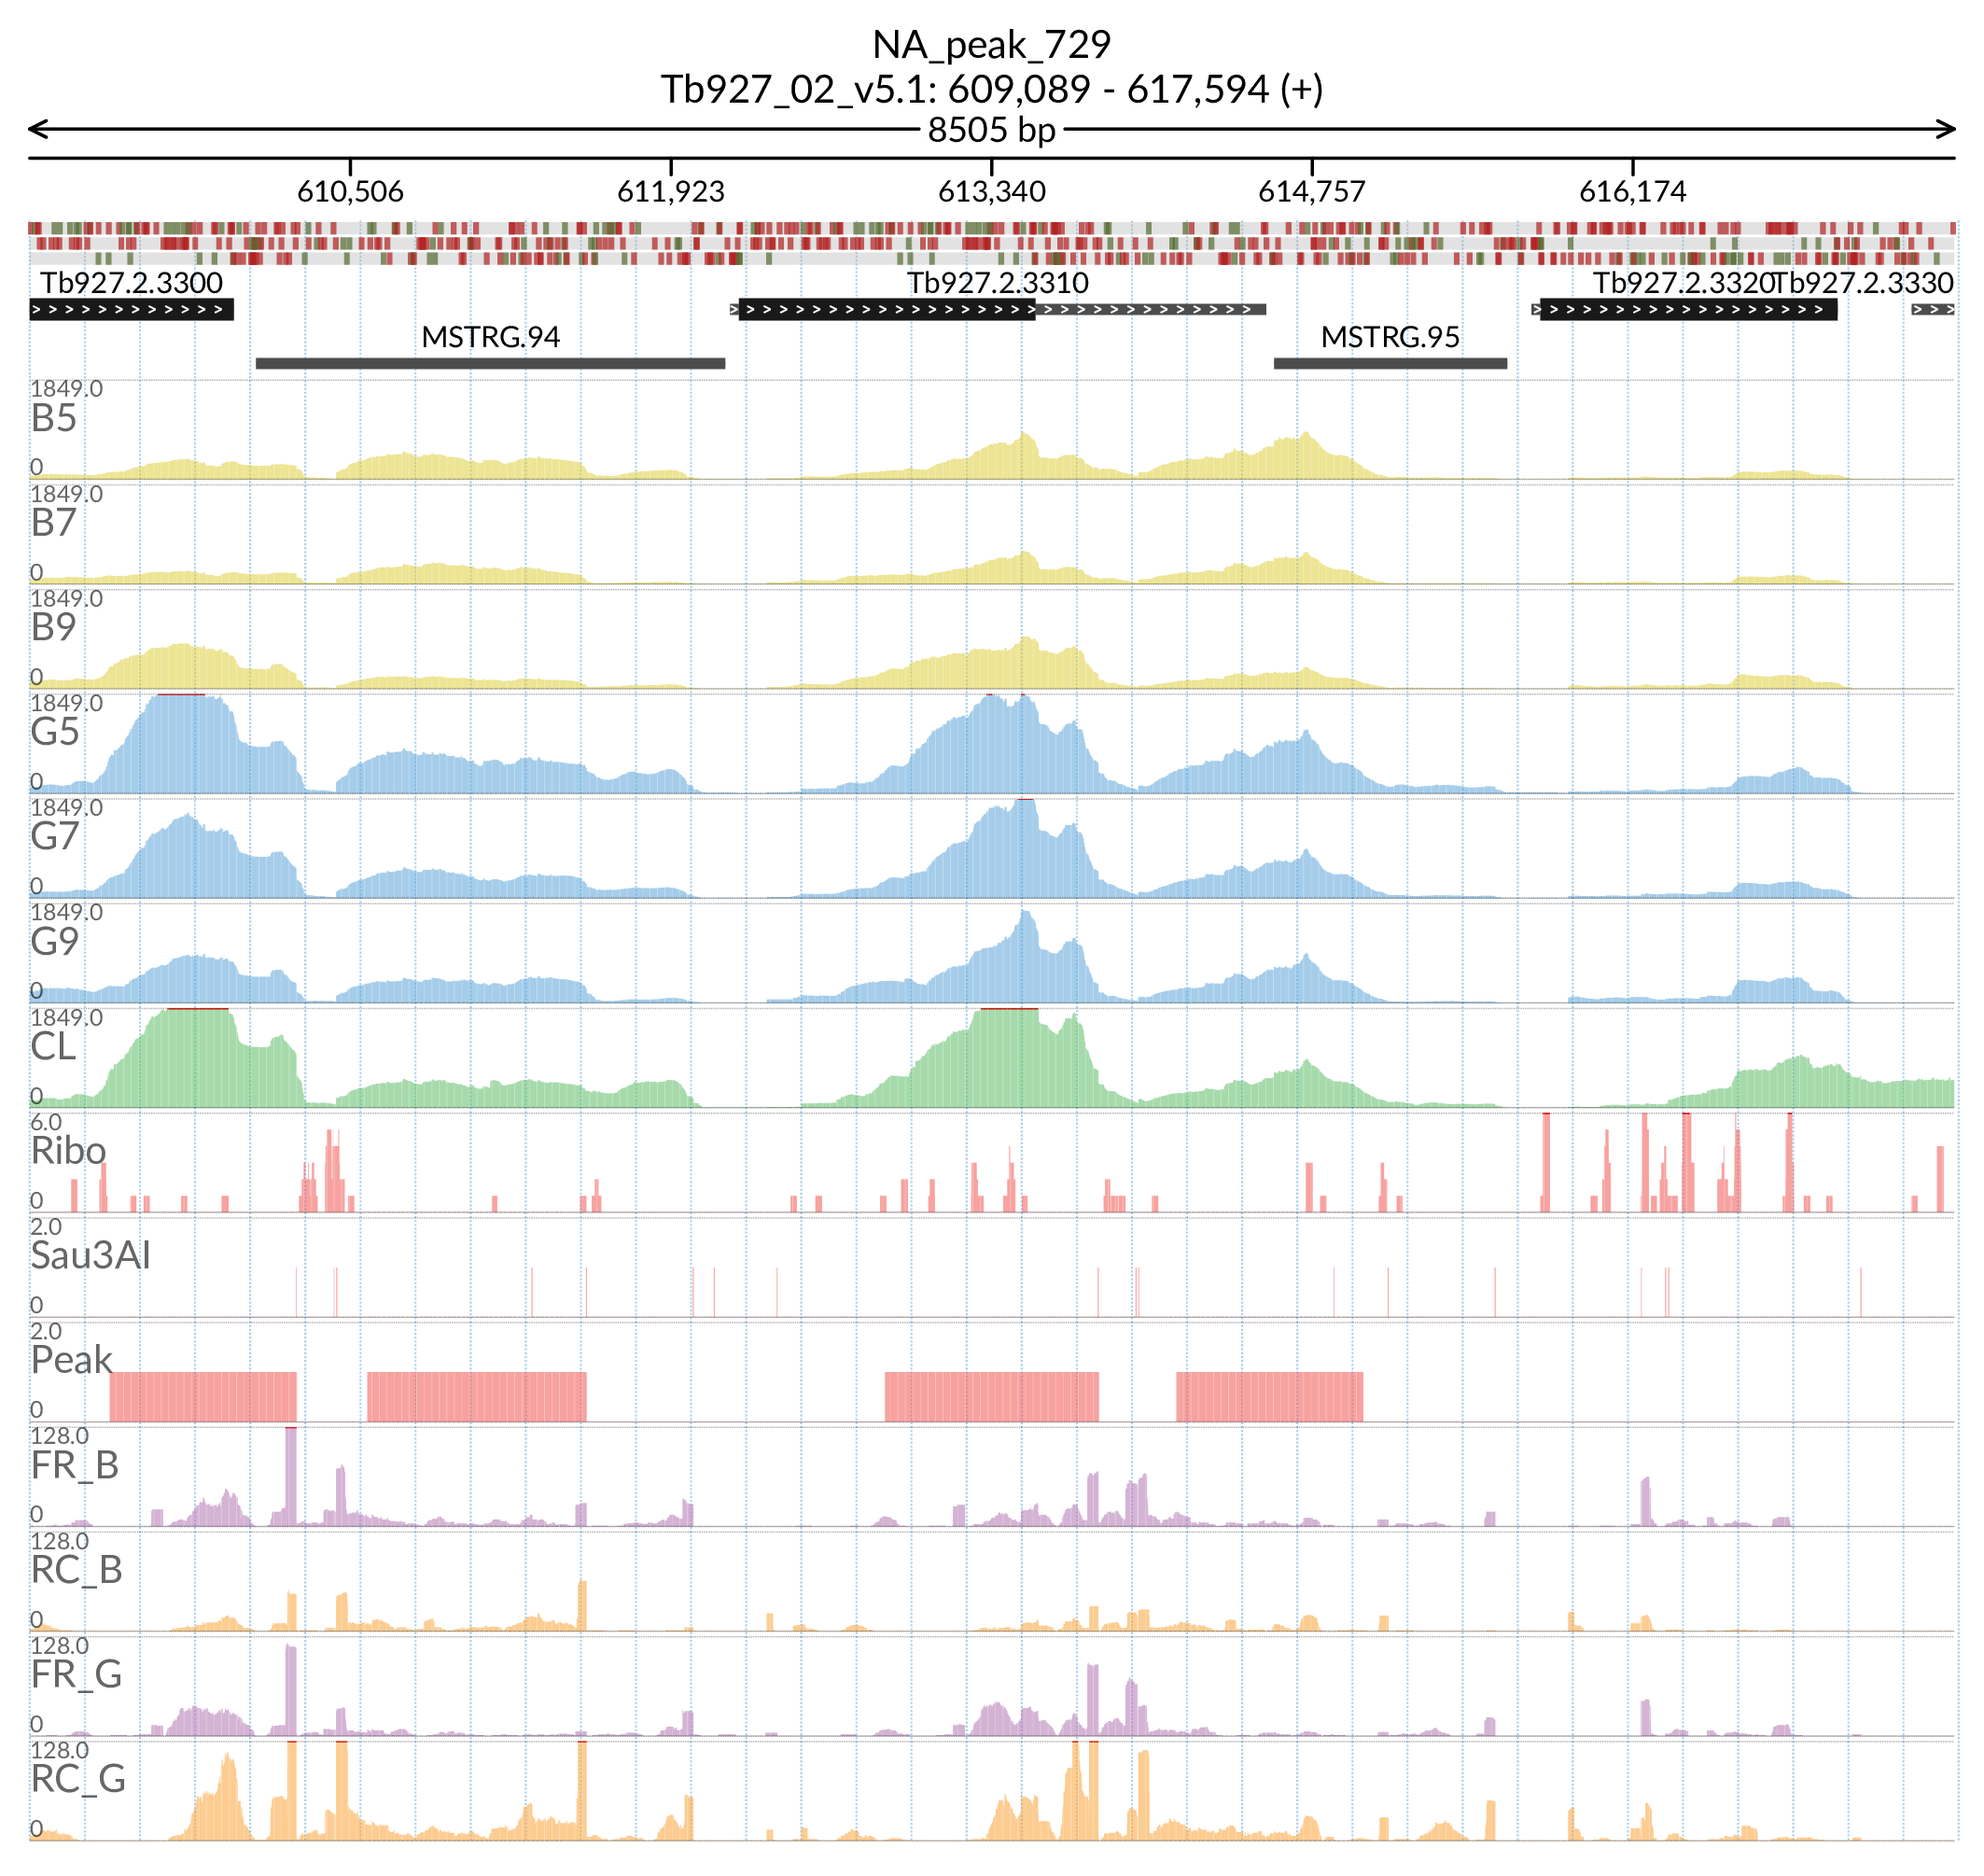 NA_peak_729
Tb927_02_v5.1: 609,089 - 617,594 (+)
8505 bp
610,506 611,923 613,340 614,757 616,174
Tb927.2.3300 Tb927.2.3310 Tb927.2.3320 Tb927.2.3330
MSTRG.94 MSTRG.95
1849.0
B5
0
1849.0
B7
0
1849.0
B9
0
1849.0
G5
0
1849.0
G7
0
1849.0
G9
0
1849.0
CL
0
6.0
Ribo
0
2.0
Sau3AI
0
2.0
Peak
0
128.0
FR_B
0
128.0
RC_B
0
128.0
FR_G
0
128.0
RC_G
0